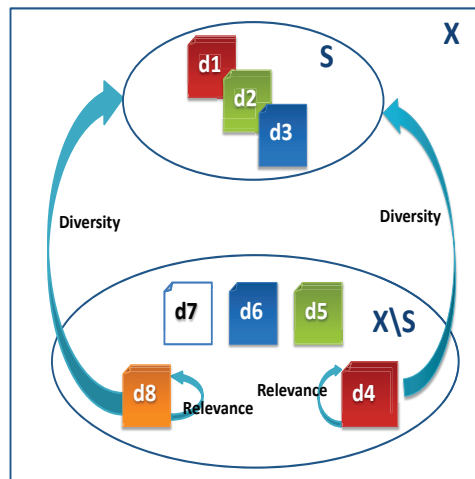 X
S
d1
d2
d3
Diversity
Diversity
d7
d6
d5
X\S
d8
Relevance
Relevance
d4